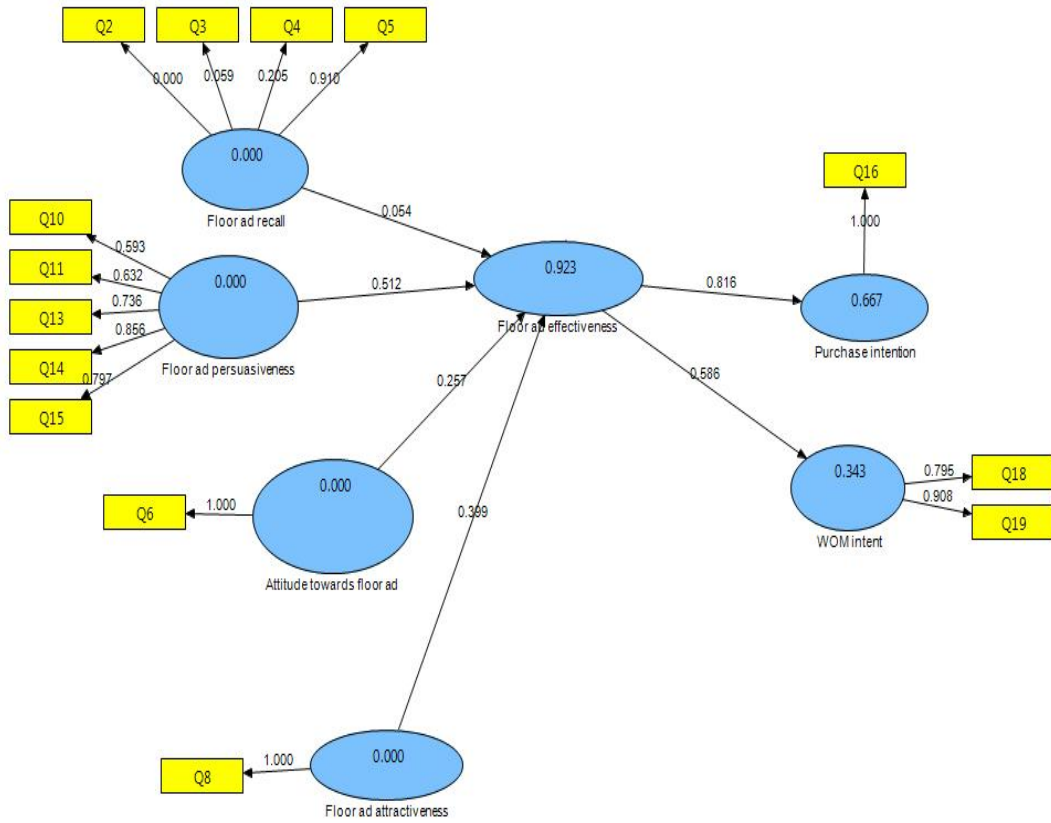 Q2 Q3 Q4 Q5
0.000 0.059 0.205 0.910
0.000
Floor ad recall
Q16
1.000
0.054
Q10
Q11
Q13
Q14
Q15
0.593
0.632
0.736
0.856
0.797
0.000
Floor ad persuasiveness
0.512
0.923
Floor ad effectiveness
0.816
0.667
Purchase intention
0.257
0.586
0.399
0.343
WOM intent
0.795
0.908
Q18
Q19
Q6
1.000
0.000
Attitude towards floor ad
Q8
1.000
0.000
Floor ad attractiveness